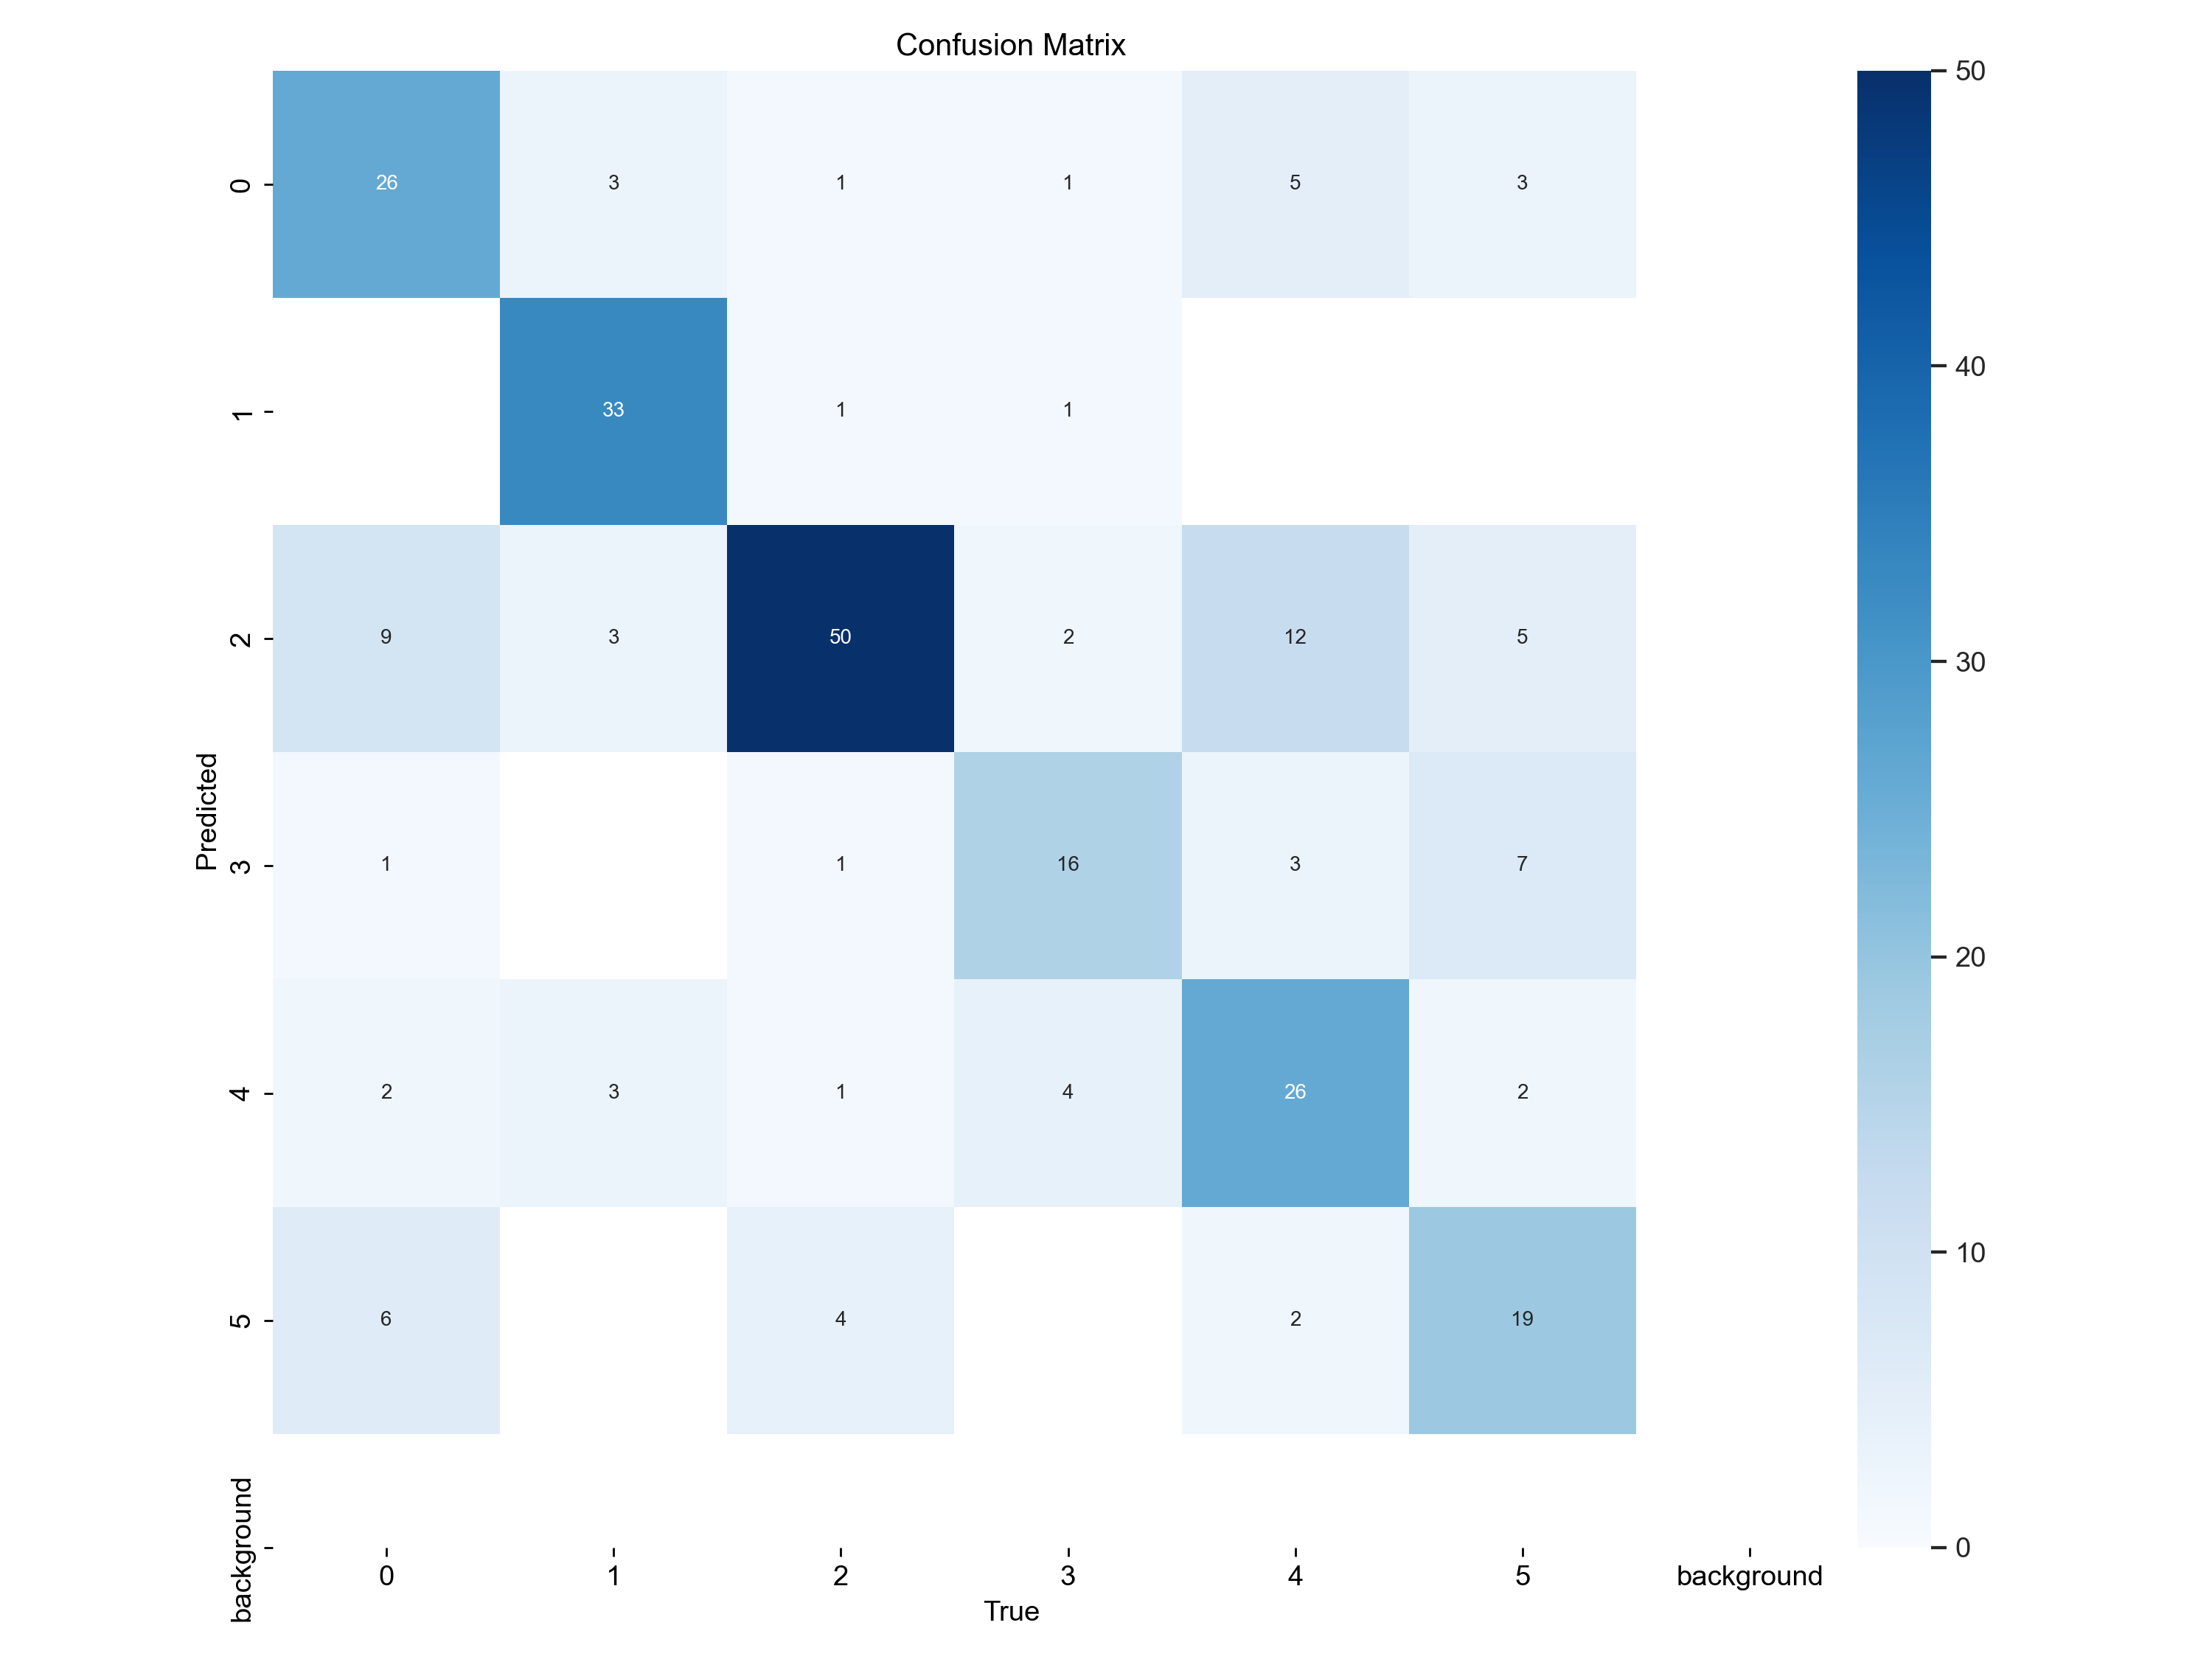 Confusion Matrix
0 26 3 1 1 5 3
1 33 1 1
2 9 3 50 2 12 5
3 1 1 16 3 7
4 2 3 1 4 26 2
5 6 4 2 19
background
0 1 2 3 4 5 background
True
Predicted
50
40
30
20
10
0